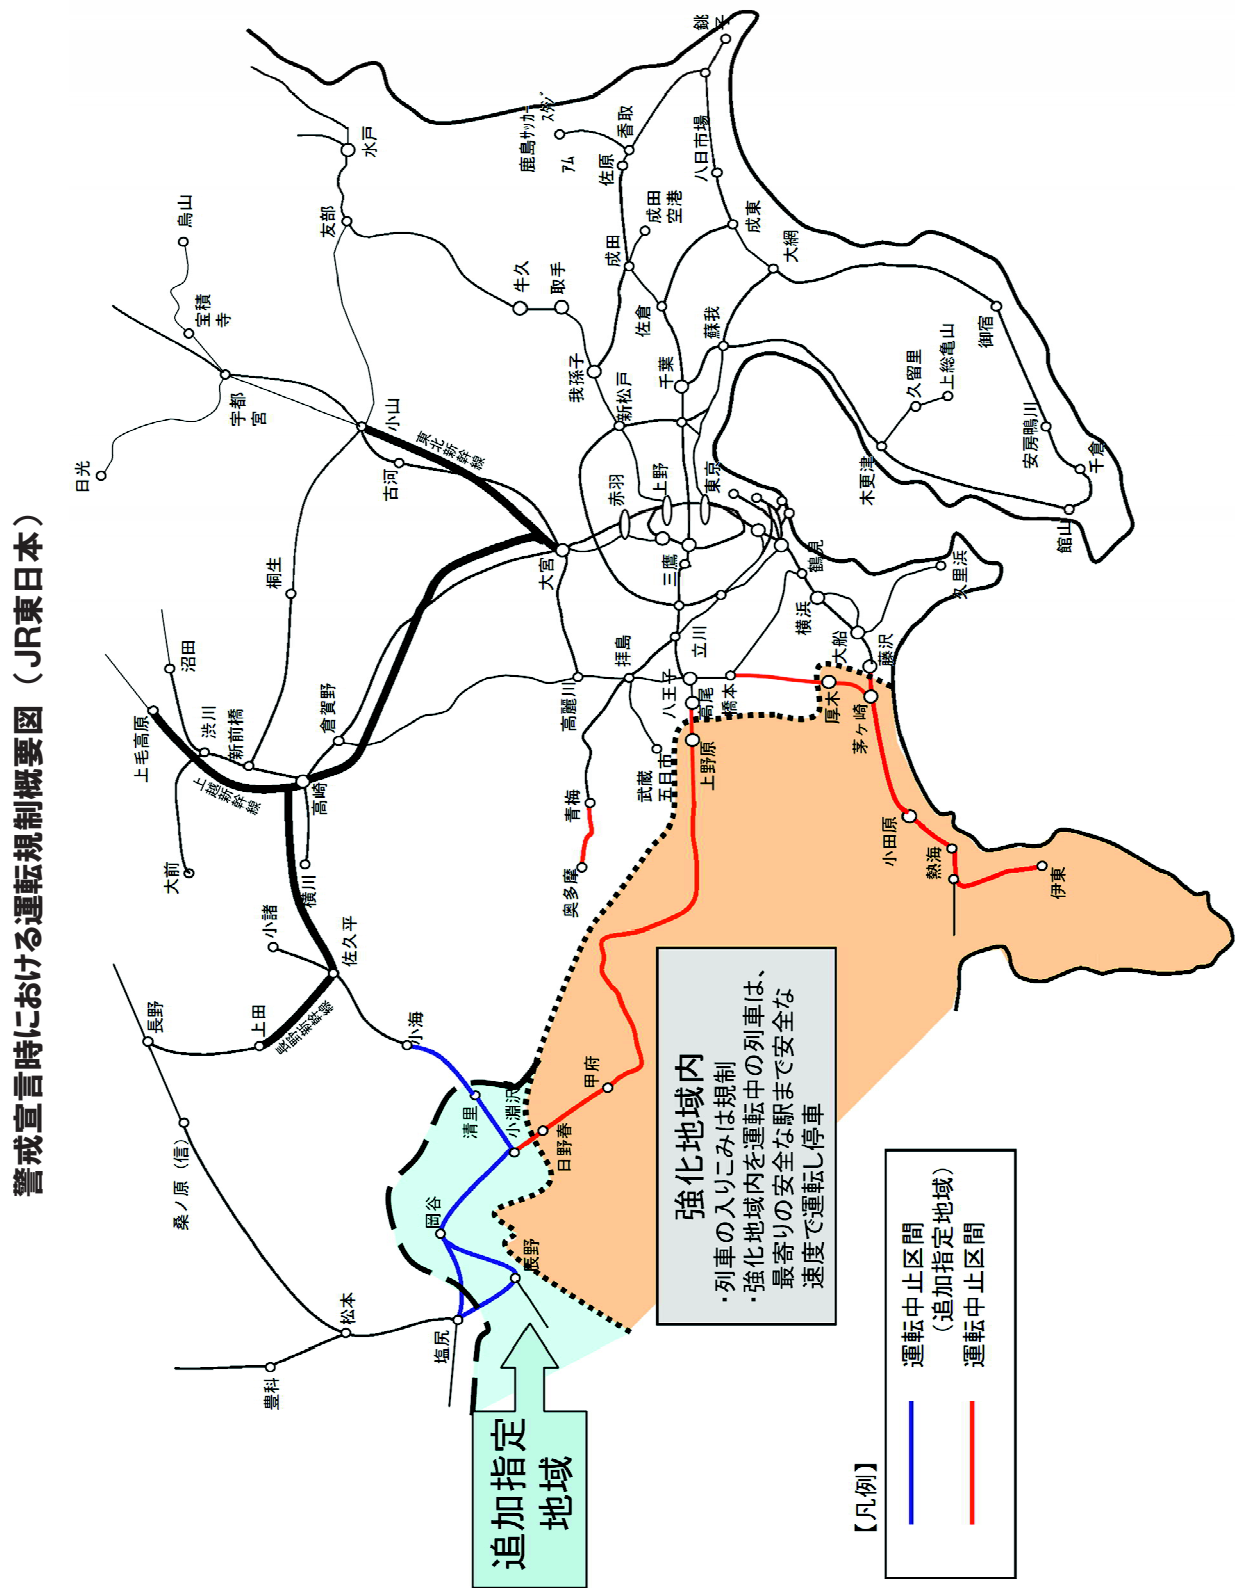 警戒宣言時における運転規制概要図（JR東日本）
豊科
松本
塩尻
辰野
岡谷
桑ノ原（信）
長野
上田
長野新幹線
小諸
佐久平
小海
清里
小淵沢
日野春
甲府
大前
横川
上毛高原
沼田
渋川
新前橋
上越新幹線
高崎
倉賀野
桐生
奥多摩
青梅
武蔵
五日市
上野原
高尾
八王子
橋本
高麗川
拝島
立川
三鷹
大宮
赤羽
上野
東京
日光
宇都
宮
宝積
寺
烏山
小山
古河
東北新幹線
友部
水戸
牛久
取手
我孫子
新松戸
成田
成田
空港
佐倉
千葉
蘇我
佐原
香取
鹿島サッカー
スタジ
アム
銚子
八日市場
成東
大網
御宿
安房鴨川
千倉
館山
木更津
久留里
上総亀山
鶴見
横浜
大船
藤沢
久里浜
厚木
茅ヶ崎
小田原
熱海
伊東
追加指定
地域
強化地域内
・列車の入りこみは規制
・強化地域内を運転中の列車は、
最寄りの安全な駅まで安全な
速度で運転し停車
【凡例】
運転中止区間
（追加指定地域）
運転中止区間